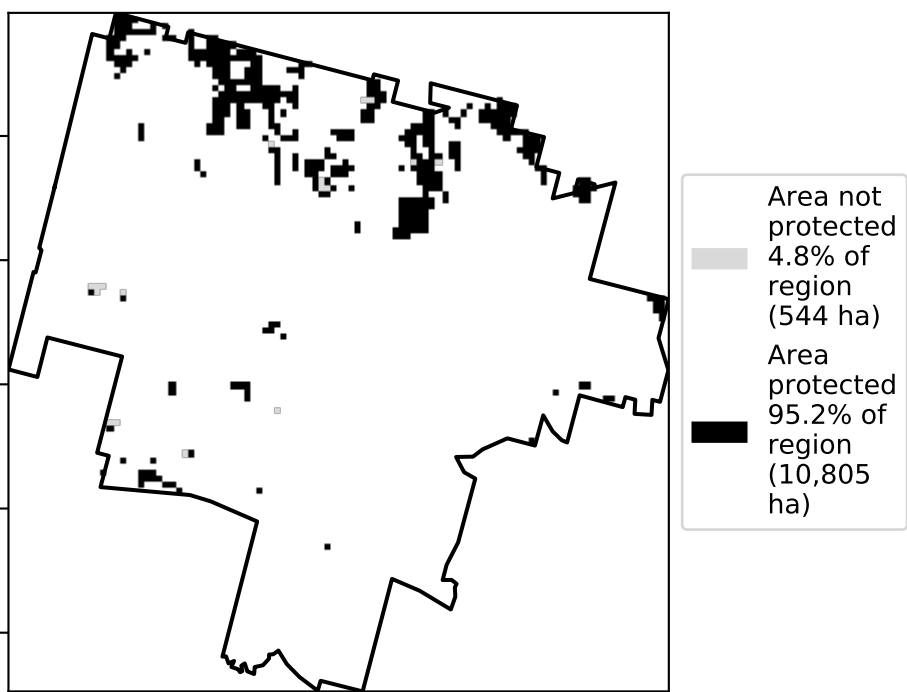 Area not
protected
4.8% of
region
(544 ha)
Area
protected
95.2% of
region
(10,805
ha)